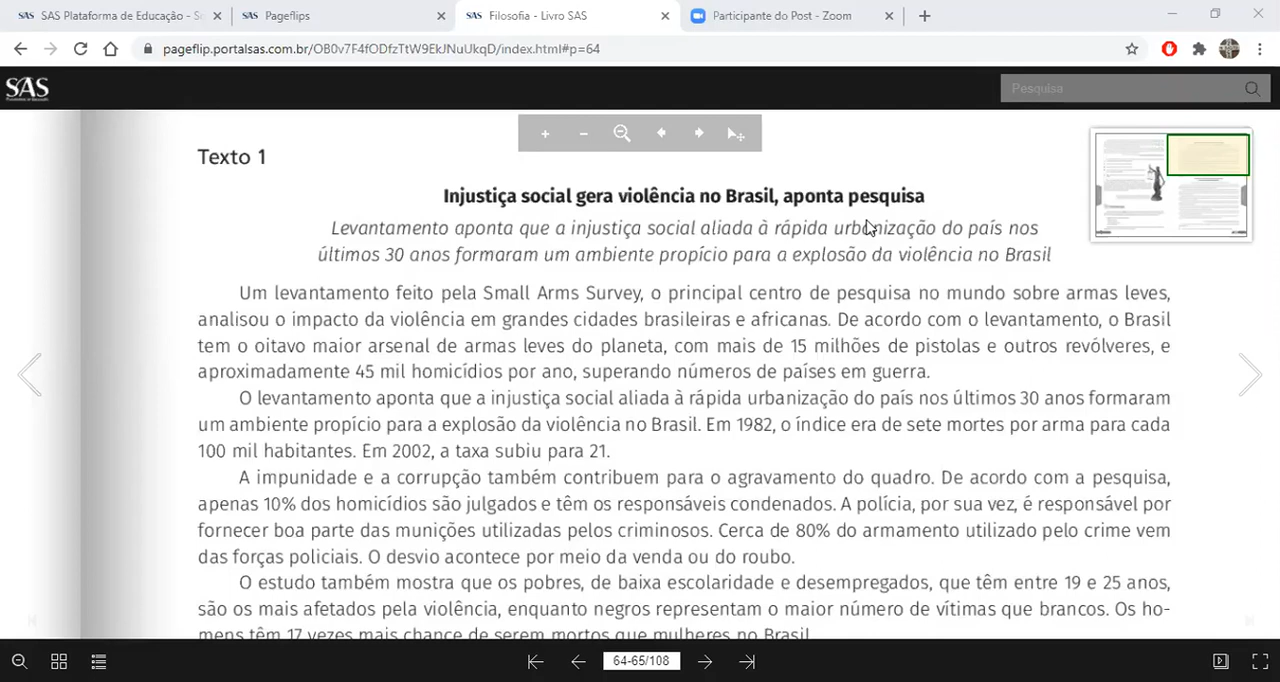 SAS Plataforma de Educação - S
Pageflips
Filosofia - Livro SAS
Participante do Post - Zoom
pageflip.portalsas.com.br/OB0v7F4fODfzTtW9EkJNuUkqD/index.html#p=64
SAS
Pesquisa
Texto 1
Injustiça social gera violência no Brasil, aponta pesquisa
Levantamento aponta que a injustiça social aliada à rápida urbanização do país nos
últimos 30 anos formaram um ambiente propício para a explosão da violência no Brasil
Um levantamento feito pela Small Arms Survey, o principal centro de pesquisa no mundo sobre armas leves,
analisou o impacto da violência em grandes cidades brasileiras e africanas. De acordo com o levantamento, o Brasil
tem o oitavo maior arsenal de armas leves do planeta, com mais de 15 milhões de pistolas e outros revólveres, e
aproximadamente 45 mil homicídios por ano, superando números de países em guerra.
O levantamento aponta que a injustiça social aliada à rápida urbanização do país nos últimos 30 anos formaram
um ambiente propício para a explosão da violência no Brasil. Em 1982, o índice era de sete mortes por arma para cada
100 mil habitantes. Em 2002, a taxa subiu para 21.
A impunidade e a corrupção também contribuem para o agravamento do quadro. De acordo com a pesquisa,
apenas 10% dos homicídios são julgados e têm os responsáveis condenados. A polícia, por sua vez, é responsável por
fornecer boa parte das munições utilizadas pelos criminosos. Cerca de 80% do armamento utilizado pelo crime vem
das forças policiais. O desvio acontece por meio da venda ou do roubo.
O estudo também mostra que os pobres, de baixa escolaridade e desempregados, que têm entre 19 e 25 anos,
são os mais afetados pela violência, enquanto negros representam o maior número de vítimas que brancos. Os ho-
mens têm 17 vezes mais chance de serem mortos que mulheres no Brasil
64-65/108